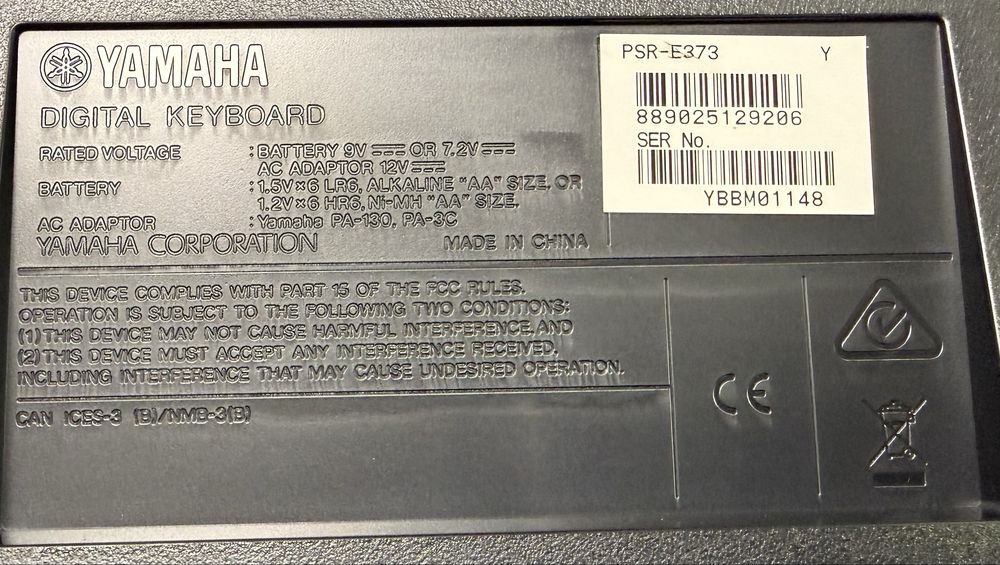 YAMAHA
DIGITAL KEYBOARD
RATED VOLTAGE : BATTERY 9V OR 7.2V
AC ADAPTOR 12V
BATTERY : 1.5V×6 LR6, ALKALINE "AA" SIZE, OR
1.2V×6 HR6, Ni-MH "AA" SIZE,
AC ADAPTOR : Yamaha PA-130, PA-3C
YAMAHA CORPORATION MADE IN CHINA
PSR-E373 Y
889025129206
SER No.
YBBM01148
THIS DEVICE COMPLIES WITH PART 15 OF THE FCC RULES.
OPERATION IS SUBJECT TO THE FOLLOWING TWO CONDITIONS:
(1) THIS DEVICE MAY NOT CAUSE HARMFUL INTERFERENCE, AND
(2) THIS DEVICE MUST ACCEPT ANY INTERFERENCE RECEIVED,
INCLUDING INTERFERENCE THAT MAY CAUSE UNDESIRED OPERATION.
CAN ICES-3 (B)/NMB-3(B)
CE